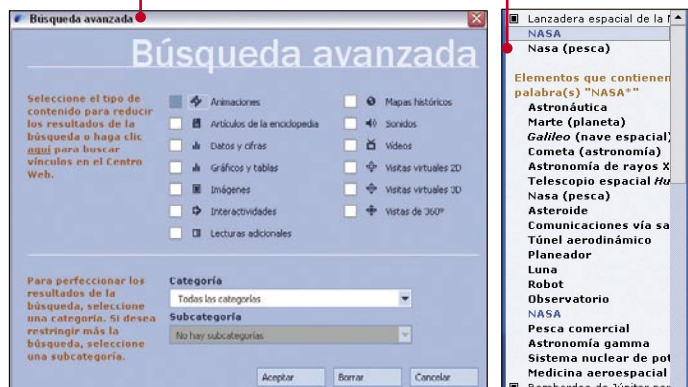 Búsqueda avanzada
Búsqueda avanzada
Seleccione el tipo de
contenido para reducir
los resultados de la
búsqueda o haga clic
aquí para buscar
vínculos en el Centro
Web.
Animaciones
Artículos de la enciclopedia
Datos y cifras
Gráficos y tablas
Imágenes
Interactividades
Lecturas adicionales
Mapas históricos
Sonidos
Vídeos
Visitas virtuales 2D
Visitas virtuales 3D
Vistas de 360º
Para perfeccionar los
resultados de la
búsqueda, seleccione
una categoría. Si desea
restringir más la
búsqueda, seleccione
una subcategoría.
Categoría
Todas las categorías
Subcategoría
No hay subcategorías
Aceptar
Borrar
Cancelar
Lanzadera espacial de la
NASA
Nasa (pesca)
Elementos que contienen
palabra(s) "NASA*"
Astronáutica
Marte (planeta)
Galileo (nave espacial)
Cometa (astronomía)
Astronomía de rayos X
Telescopio espacial Hu
Nasa (pesca)
Asteroide
Comunicaciones vía sa
Túnel aerodinámico
Planeador
Luna
Robot
Observatorio
NASA
Pesca comercial
Astronomía gamma
Sistema nuclear de pot
Medicina aeroespacial